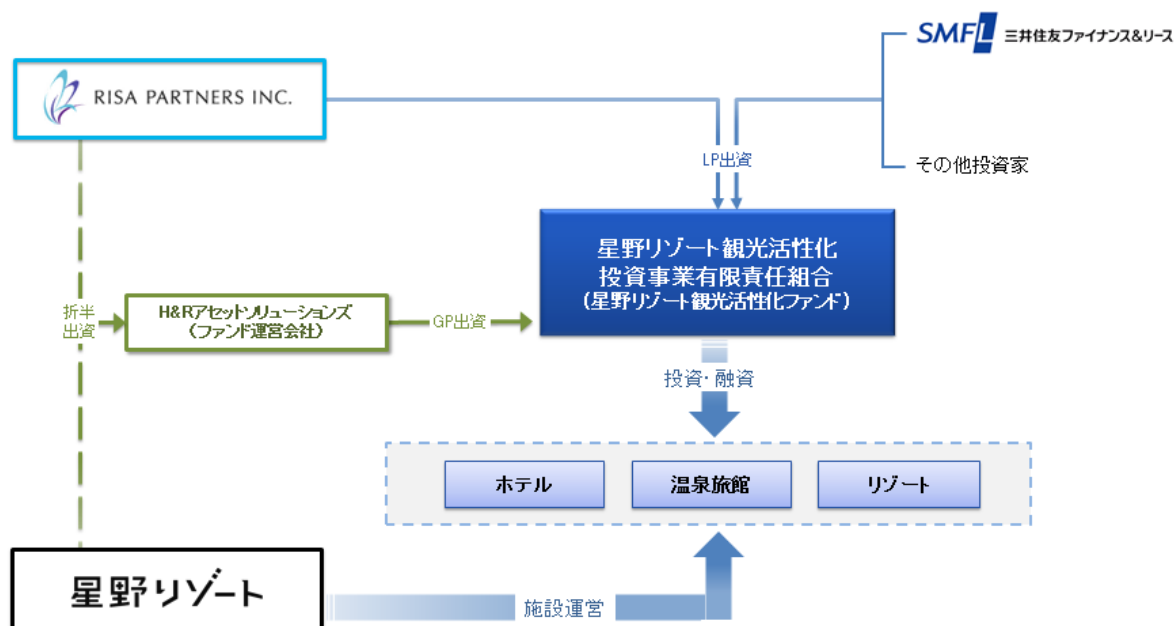 SMFL 三井住友ファイナンス&リース
RISA PARTNERS INC.
LP出資
その他投資家
星野リゾート観光活性化
投資事業有限責任組合
(星野リゾート観光活性化ファンド)
折半
出資
H&Rアセットソリューションズ
(ファンド運営会社)
GP出資
投資・融資
ホテル
温泉旅館
リゾート
星野リゾート
施設運営